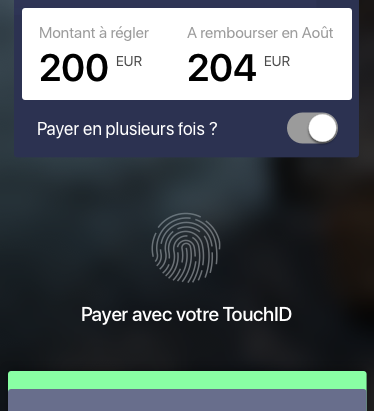 Montant à régler A rembourser en Août
200 EUR 204 EUR
Payer en plusieurs fois ?
Payer avec votre TouchID